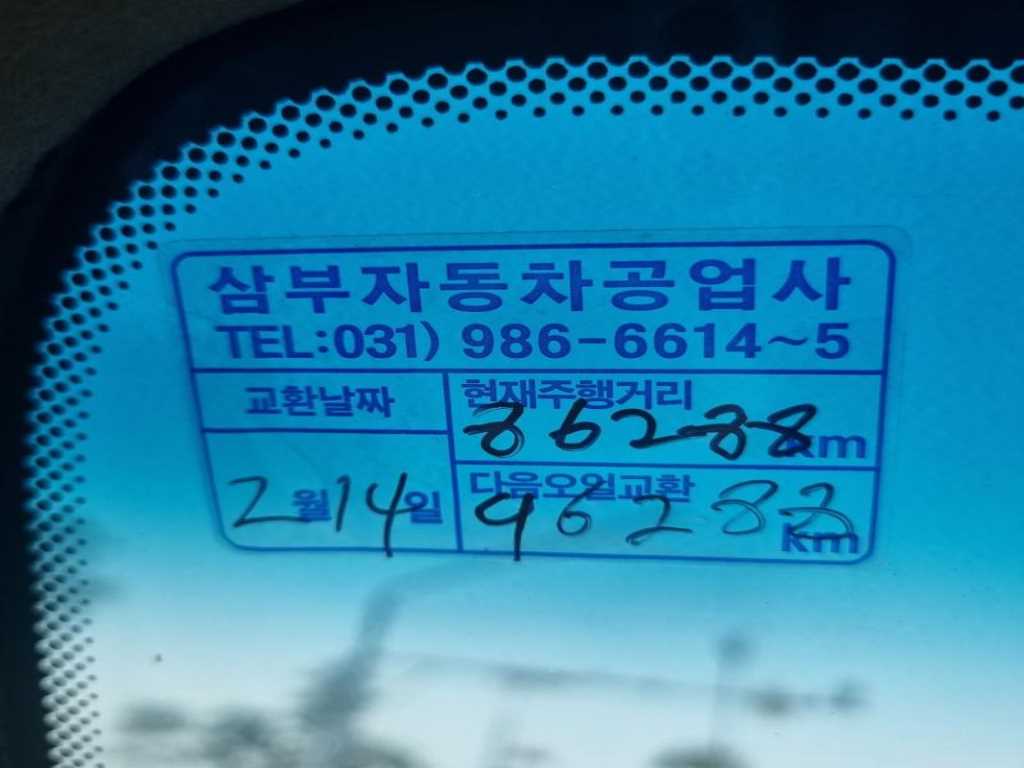 삼부자동차공업사
TEL:031) 986-6614~5
교환날짜
2월 14일
현재주행거리
86288 km
다음오일교환
96283 km